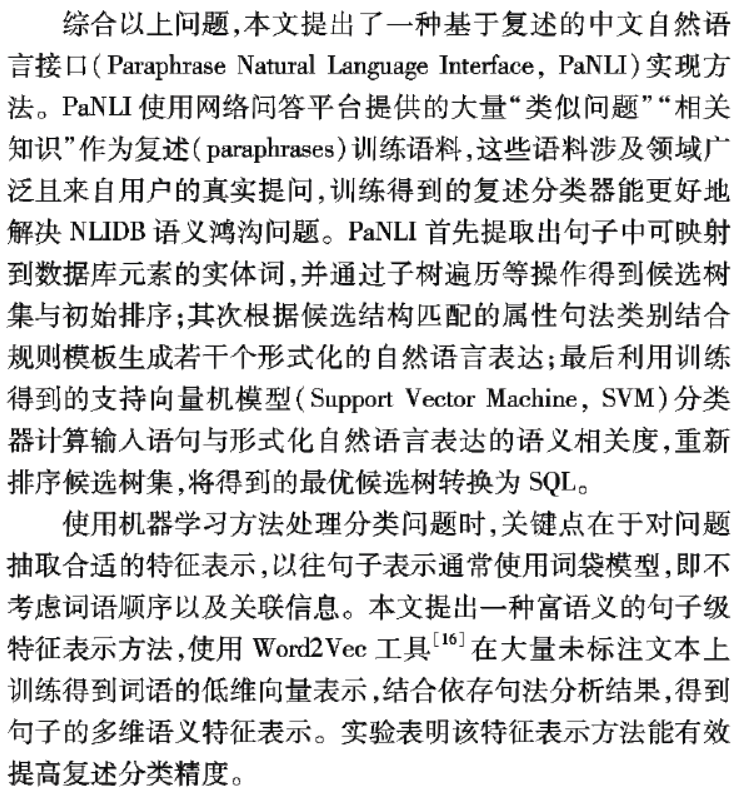 综合以上问题,本文提出了一种基于复述的中文自然语
言接口(Paraphrase Natural Language Interface, PaNLI)实现方
法。PaNLI 使用网络问答平台提供的大量“类似问题”“相关
知识”作为复述(paraphrases)训练语料,这些语料涉及领域广
泛且来自用户的真实提问,训练得到的复述分类器能更好地
解决 NLIDB 语义鸿沟问题。PaNLI 首先提取出句子中可映射
到数据库元素的实体词,并通过子树遍历等操作得到候选树
集与初始排序;其次根据候选结构匹配的属性句法类别结合
规则模板生成若干个形式化的自然语言表达;最后利用训练
得到的支持向量机模型(Support Vector Machine, SVM)分类
器计算输入语句与形式化自然语言表达的语义相关度,重新
排序候选树集,将得到的最优候选树转换为 SQL。
使用机器学习方法处理分类问题时,关键点在于对问题
抽取合适的特征表示,以往句子表示通常使用词袋模型,即不
考虑词语顺序以及关联信息。本文提出一种富语义的句子级
特征表示方法,使用 Word2Vec 工具[16]在大量未标注文本上
训练得到词语的低维向量表示,结合依存句法分析结果,得到
句子的多维语义特征表示。实验表明该特征表示方法能有效
提高复述分类精度。